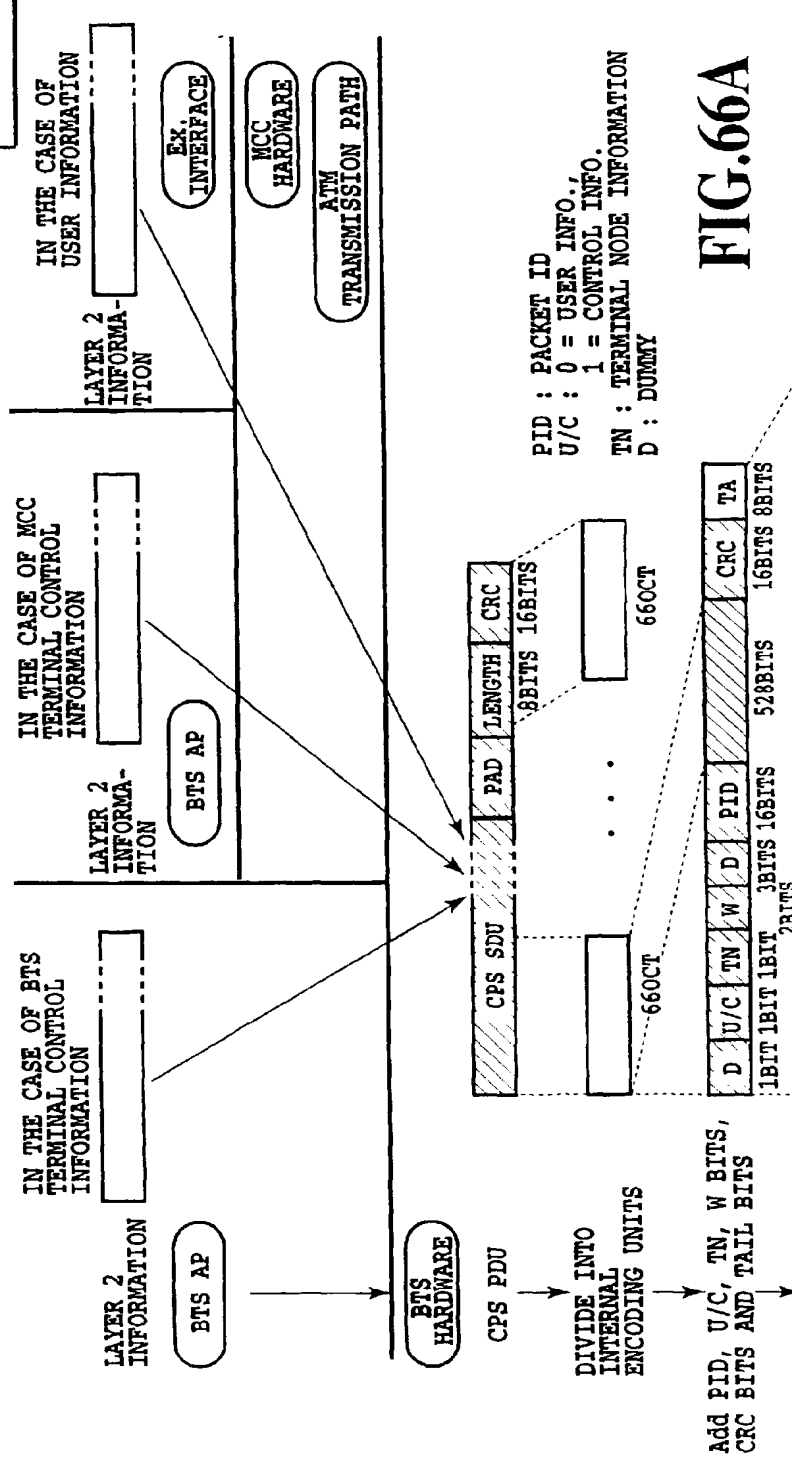 IN THE CASE OF BTS
TERMINAL CONTROL
INFORMATION
LAYER 2
INFORMATION
BTS AP
IN THE CASE OF MCC
TERMINAL CONTROL
INFORMATION
LAYER 2
INFORMA-
TION
BTS AP
IN THE CASE OF
USER INFORMATION
LAYER 2
INFORMA-
TION
EX.
INTERFACE
MCC
HARDWARE
ATM
TRANSMISSION PATH
BTS
HARDWARE
CPS PDU
CPS SDU
PAD
LENGTH
CRC
8BITS
16BITS
DIVIDE INTO
INTERNAL
ENCODING UNITS
66OCT
66OCT
PID : PACKET ID
U/C : 0 = USER INFO.,
1 = CONTROL INFO.
TN : TERMINAL NODE INFORMATION
D : DUMMY
Add PID, U/C, TN, W BITS,
CRC BITS AND TAIL BITS
D
U/C
TN
W
D
PID
CRC
TA
1BIT
1BIT
1BIT
2BITS
3BITS
16BITS
528BITS
16BITS
8BITS
FIG.66A